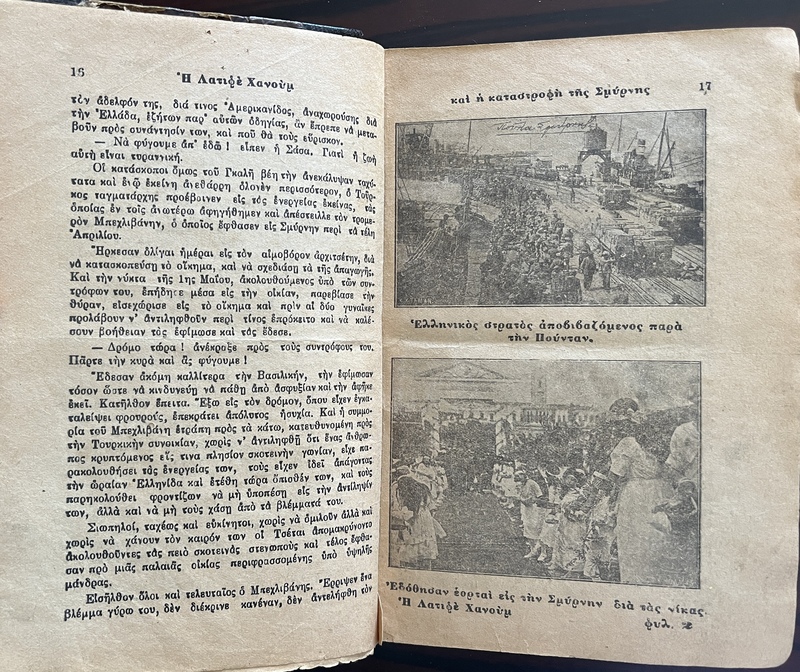 16
Ἡ Λατιφὲ Χανοὺμ
τὸν ἀδελφόν της, διά τινος Ἀμερικανίδος, ἀναχωρούσης διὰ
τὴν Ἑλλάδα, ἐζήτων παρ' αὐτῶν ὁδηγίας, ἂν ἔπρεπε νὰ μετα-
βοῦν πρὸς συνάντησίν των, καὶ ποῦ θὰ τοὺς εὕρισκον.
— Νὰ φύγουμε ἀπ' ἐδῶ! εἶπεν ἡ Σάσα. Γιατὶ ἡ ζωὴ
αὐτὴ εἶναι τυραννική.
Οἱ κατάσκοποι ὅμως τοῦ Γκαλῆ βέη τὴν ἀνεκάλυψαν ταχύ-
τατα καὶ ἐνῷ ἐκείνη ἀνεθάρρη ὁλονὲν περισσότερον, ὁ Τοῦρ-
κος ταγματάρχης προέβαινεν εἰς τὰς ἐνεργείας ἐκείνας, τὰς
ὁποίας ἐν τοῖς ἀνωτέρω ἀφηγήθημεν καὶ ἀπέστειλλε τὸν τρομε-
ρὸν Μπεχλιβάνην, ὁ ὁποῖος ἔφθασεν εἰς Σμύρνην περὶ τὰ τέλη
Ἀπριλίου.
Ἤρκεσαν ὀλίγαι ἡμέραι εἰς τὸν αἱμοβόρον ἀρχιτσέτην, διὰ
νὰ κατασκοπεύσῃ τὸ οἴκημα, καὶ νὰ σχεδιάσῃ τὰ τῆς ἀπαγωγῆς.
Καὶ τὴν νύκτα τῆς 1ης Μαΐου, ἀκολουθούμενος ὑπὸ τῶν συν-
τρόφων του, ἐπήδησε μέσα εἰς τὴν οἰκίαν, παρεβίασε τὴν
θύραν, εἰσεχώρισε εἰς τὸ οἴκημα καὶ πρὶν αἱ δύο γυναῖκες
προλάβουν ν' ἀντιληφθοῦν περὶ τίνος ἐπρόκειτο καὶ νὰ καλέ-
σουν βοήθειαν τὰς ἐφίμωσε καὶ τὰς ἔδεσε.
— Δρόμο τώρα! ἀνέκραξε πρὸς τοὺς συντρόφους του.
Πάρτε τὴν κυρὰ καὶ ἂς φύγουμε!
Ἔδεσαν ἀκόμη καλλίτερα τὴν Βασιλικήν, τὴν ἐφίμωσαν
τόσον ὥστε νὰ κινδυνεύῃ νὰ πάθῃ ἀπὸ ἀσφυξίαν καὶ τὴν ἀφῆκαν
ἐκεῖ. Κατῆλθον ἔπειτα. Ἔξω εἰς τὸν δρόμον, ὅπου εἶχεν ἐγκα-
ταλείψει φρουρούς, ἐπεκράτει ἀπόλυτος ἡσυχία. Καὶ ἡ συμμο-
ρία τοῦ Μπεχλιβάνη ἐτράπη πρὸς τὰ κάτω, κατευθυνομένη πρὸς
τὴν Τουρκικὴν συνοικίαν, χωρὶς ν' ἀντιληφθῇ ὅτι ἕνας ἄνθρω-
πος κρυπτόμενος εἴς τινα πλησίον σκοτεινὴν γωνίαν, εἶχε πα-
ρακολουθήσει τὰς ἐνεργείας των, τοὺς εἶχεν ἰδεῖ ἀπάγοντας
τὴν ὡραίαν Ἑλληνίδα καὶ ἐτέθη τώρα ὄπισθέν των, καὶ τοὺς
παρηκολούθει φροντίζων νὰ μὴ ὑποπέσῃ εἰς τὴν ἀντίληψίν
των, ἀλλὰ καὶ νὰ μὴ τοὺς χάσῃ ἀπὸ τὰ βλέμματά του.
Σιωπηλοί, ταχέως καὶ εὐκίνητοι, χωρὶς νὰ ὁμιλοῦν ἀλλὰ καὶ
χωρὶς νὰ χάνουν τὸν καιρόν των οἱ Τσέται ἀπομακρύνοντο
ἀκολουθοῦντες τὰς πειὸ σκοτεινὰς στενωποὺς καὶ τέλος ἔφθα-
σαν πρὸ μιᾶς παλαιᾶς οἰκίας περιφρασσμένης ὑπὸ ὑψηλῆς
μάνδρας.
Εἰσῆλθον ὅλοι καὶ τελευταῖος ὁ Μπεχλιβάνης. Ἔρριψεν ἕνα
βλέμμα γύρω του, δὲν διέκρινε κανέναν, δὲν ἀντελήφθη τὸν
καὶ ἡ καταστροφὴ τῆς Σμύρνης
17
Ἑλληνικὸς στρατὸς ἀποβιβαζόμενος παρὰ
τὴν Πούνταν.
Ἐδόθησαν ἑορταὶ εἰς τὴν Σμύρνην διὰ τὰς νίκας.
Ἡ Λατιφὲ Χανοὺμ
φυλ.